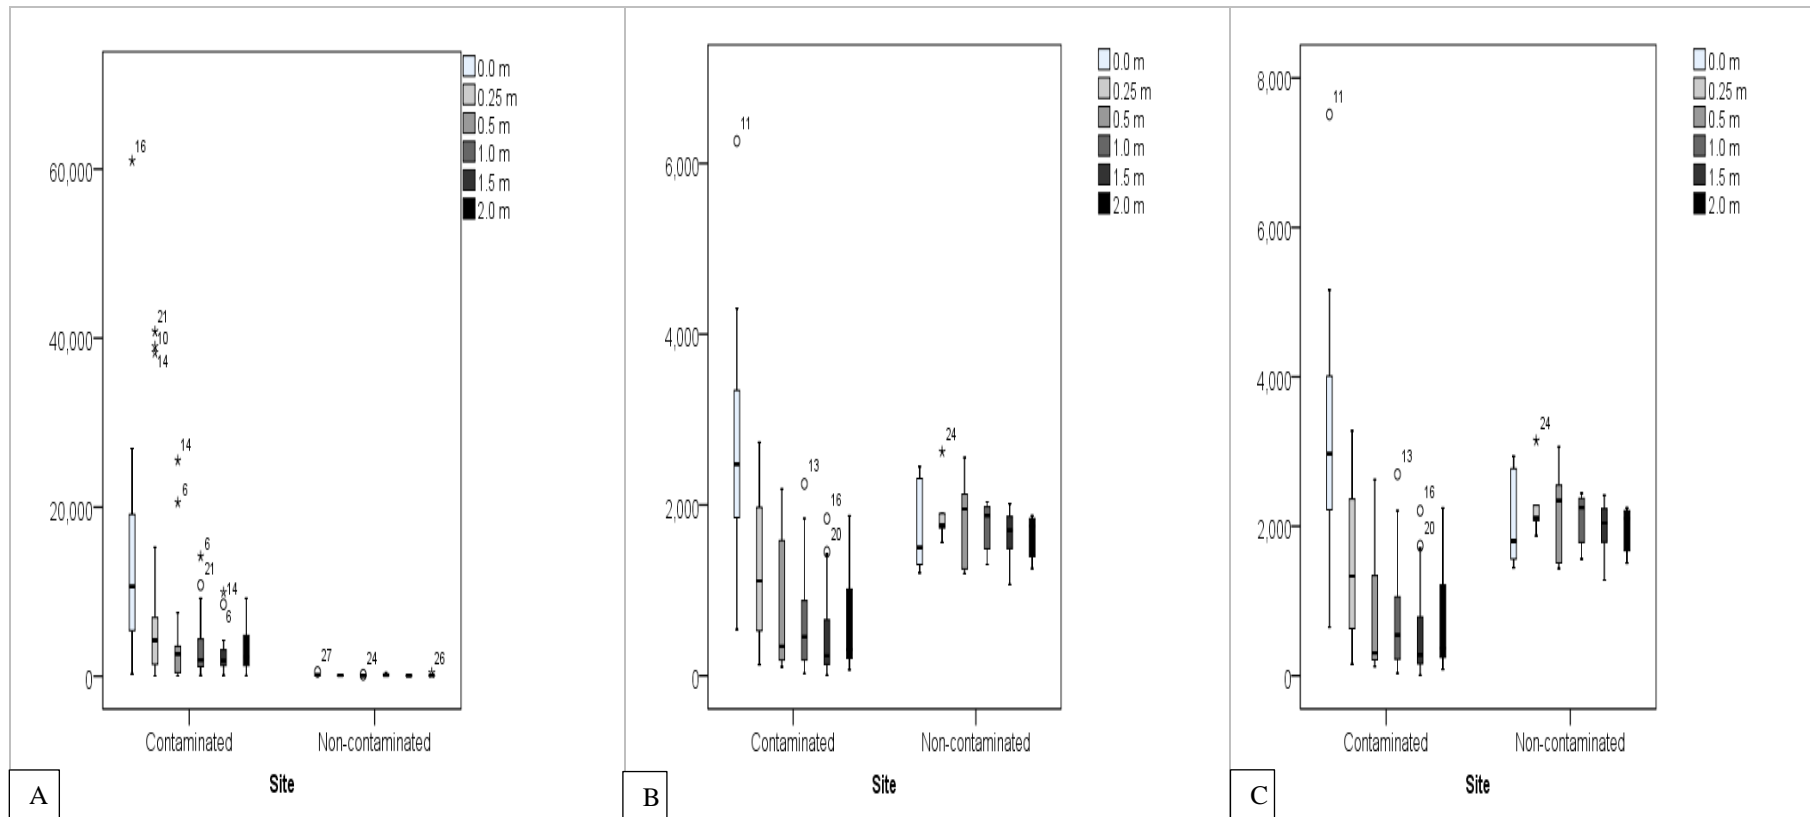 60,000
40,000
20,000
0
16
21
10
14
14
6
6
21
14
6
27
24
26
0.0 m
0.25 m
0.5 m
1.0 m
1.5 m
2.0 m
Contaminated
Non-contaminated
Site
A
6,000
4,000
2,000
0
11
13
16
20
24
0.0 m
0.25 m
0.5 m
1.0 m
1.5 m
2.0 m
Contaminated
Non-contaminated
Site
B
8,000
6,000
4,000
2,000
0
11
13
16
20
24
0.0 m
0.25 m
0.5 m
1.0 m
1.5 m
2.0 m
Contaminated
Non-contaminated
Site
C